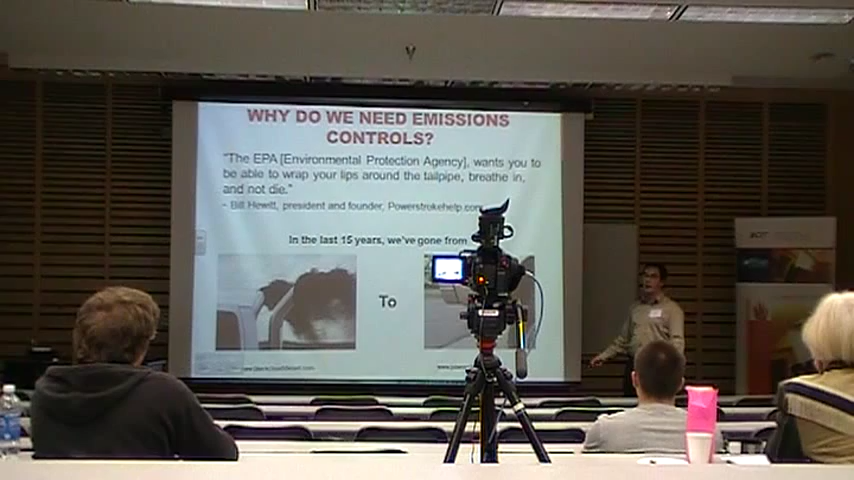 WHY DO WE NEED EMISSIONS
CONTROLS?
"The EPA [Environmental Protection Agency], wants you to
be able to wrap your lips around the tailpipe, breathe in,
and not die."
- Bill Hewitt, president and founder, Powerstrokehelp.com
In the last 15 years, we've gone from
To